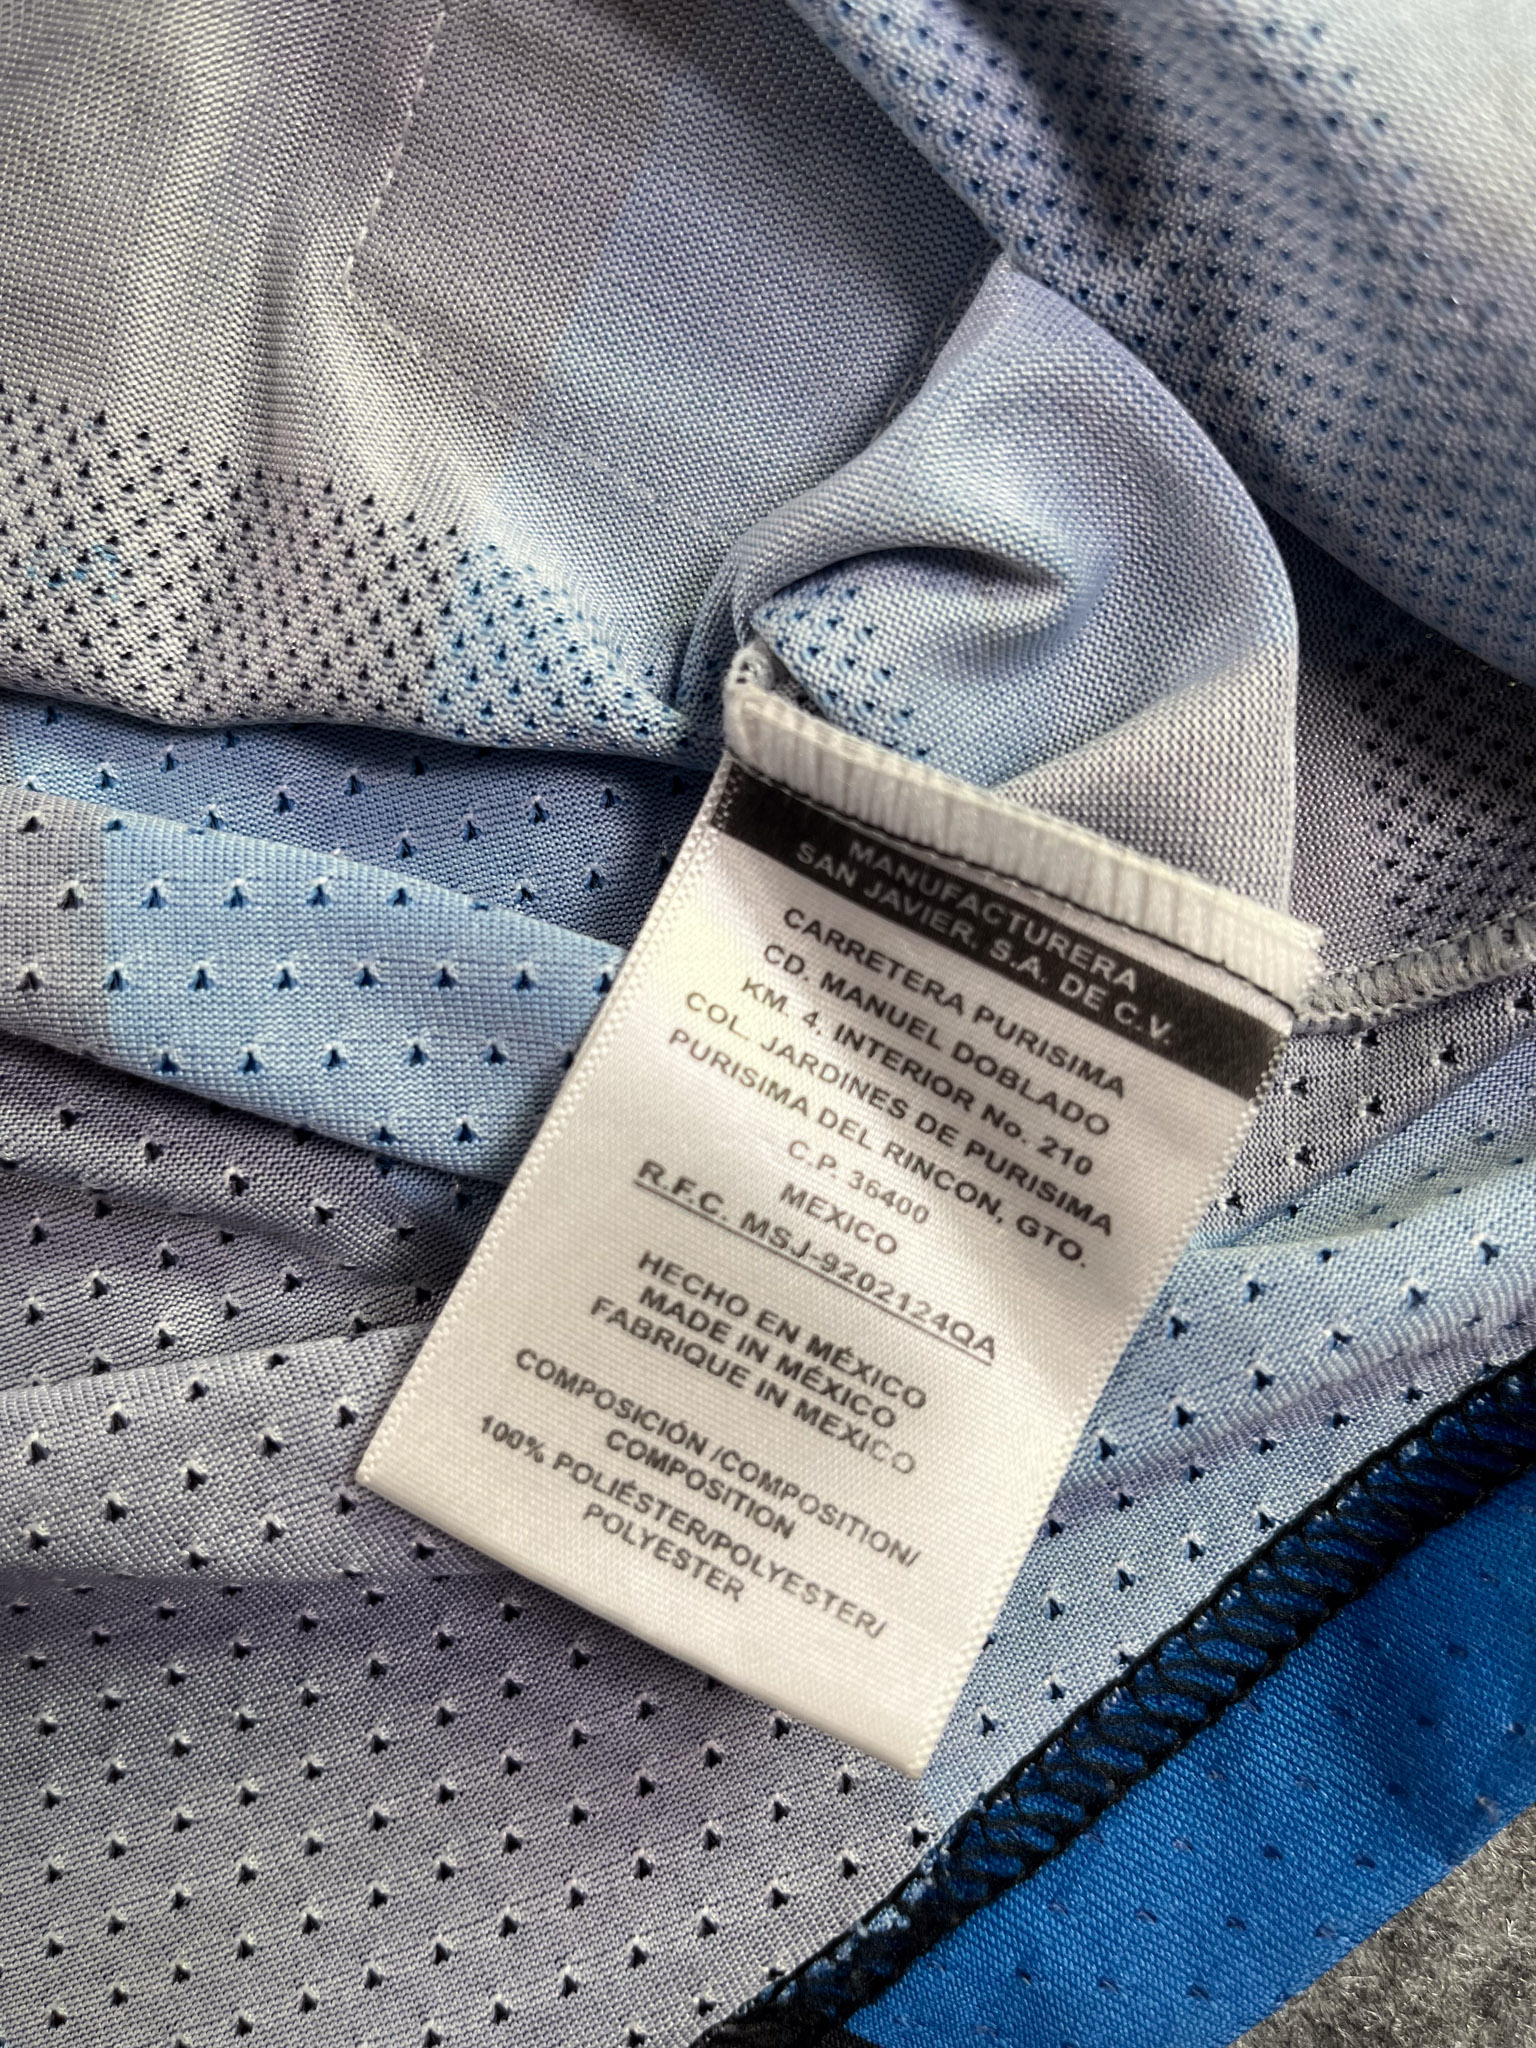 MANUFACTURERA
SAN JAVIER, S.A. DE C.V.
CARRETERA PURISIMA
CD. MANUEL DOBLADO
KM. 4, INTERIOR No. 210
COL. JARDINES DE PURISIMA
PURISIMA DEL RINCON, GTO.
C.P. 36400
MEXICO
R.F.C. MSJ-9202124QA
HECHO EN MÉXICO
MADE IN MÉXICO
FABRIQUE IN MEXICO
COMPOSICIÓN /COMPOSITION/
COMPOSITION
100% POLIÉSTER/POLYESTER/
POLYESTER